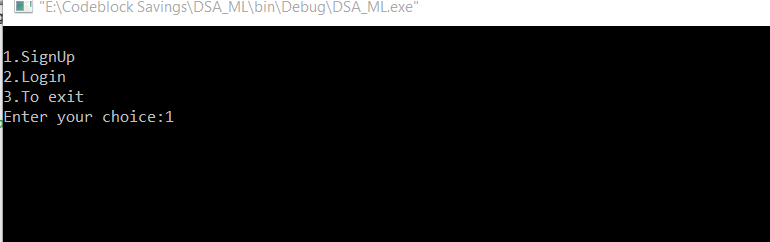 "E:\Codeblock Savings\DSA_ML\bin\Debug\DSA_ML.exe"
1.SignUp
2.Login
3.To exit
Enter your choice:1